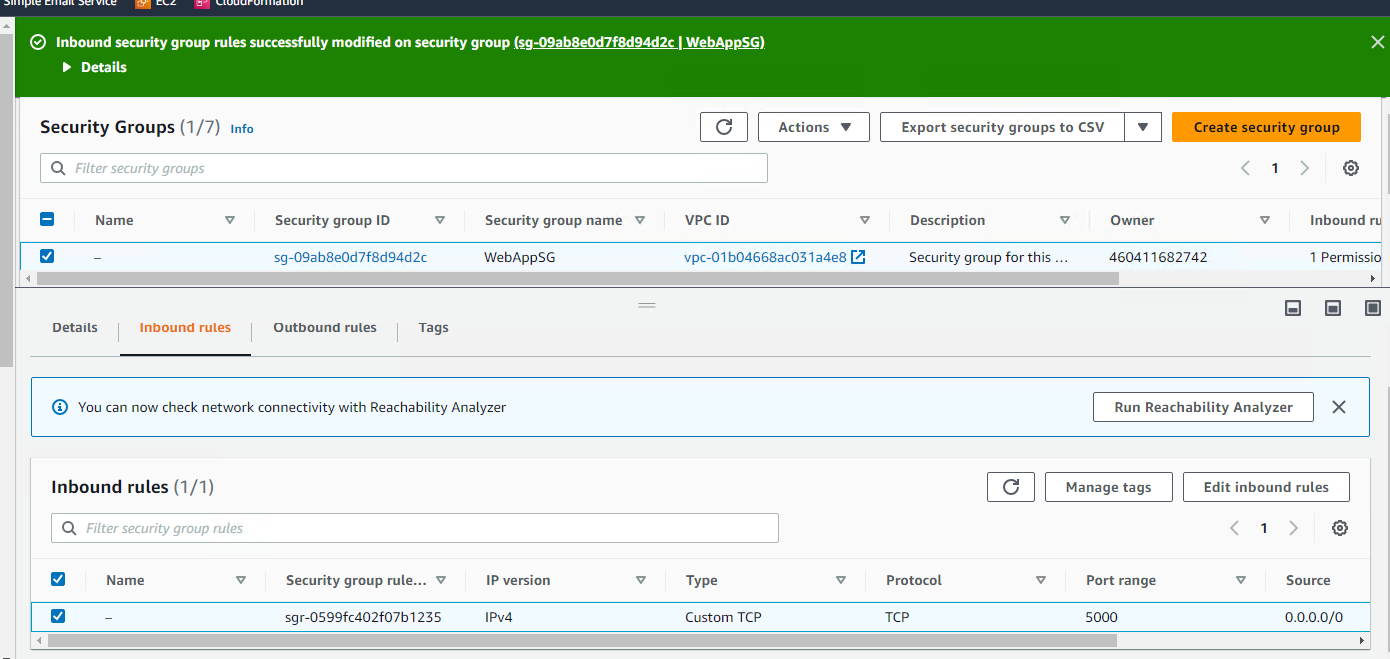 Simple Email Service EC2 CloudFormation
Inbound security group rules successfully modified on security group (sg-09ab8e0d7f8d94d2c | WebAppSG)
Details
Security Groups (1/7) Info
Actions
Export security groups to CSV
Create security group
Filter security groups
1
Name Security group ID Security group name VPC ID Description Owner Inbound ru
– sg-09ab8e0d7f8d94d2c WebAppSG vpc-01b04668ac031a4e8 Security group for this ... 460411682742 1 Permissio
Details Inbound rules Outbound rules Tags
You can now check network connectivity with Reachability Analyzer
Run Reachability Analyzer
Inbound rules (1/1)
Manage tags
Edit inbound rules
Filter security group rules
1
Name Security group rule... IP version Type Protocol Port range Source
– sgr-0599fc402f07b1235 IPv4 Custom TCP TCP 5000 0.0.0.0/0